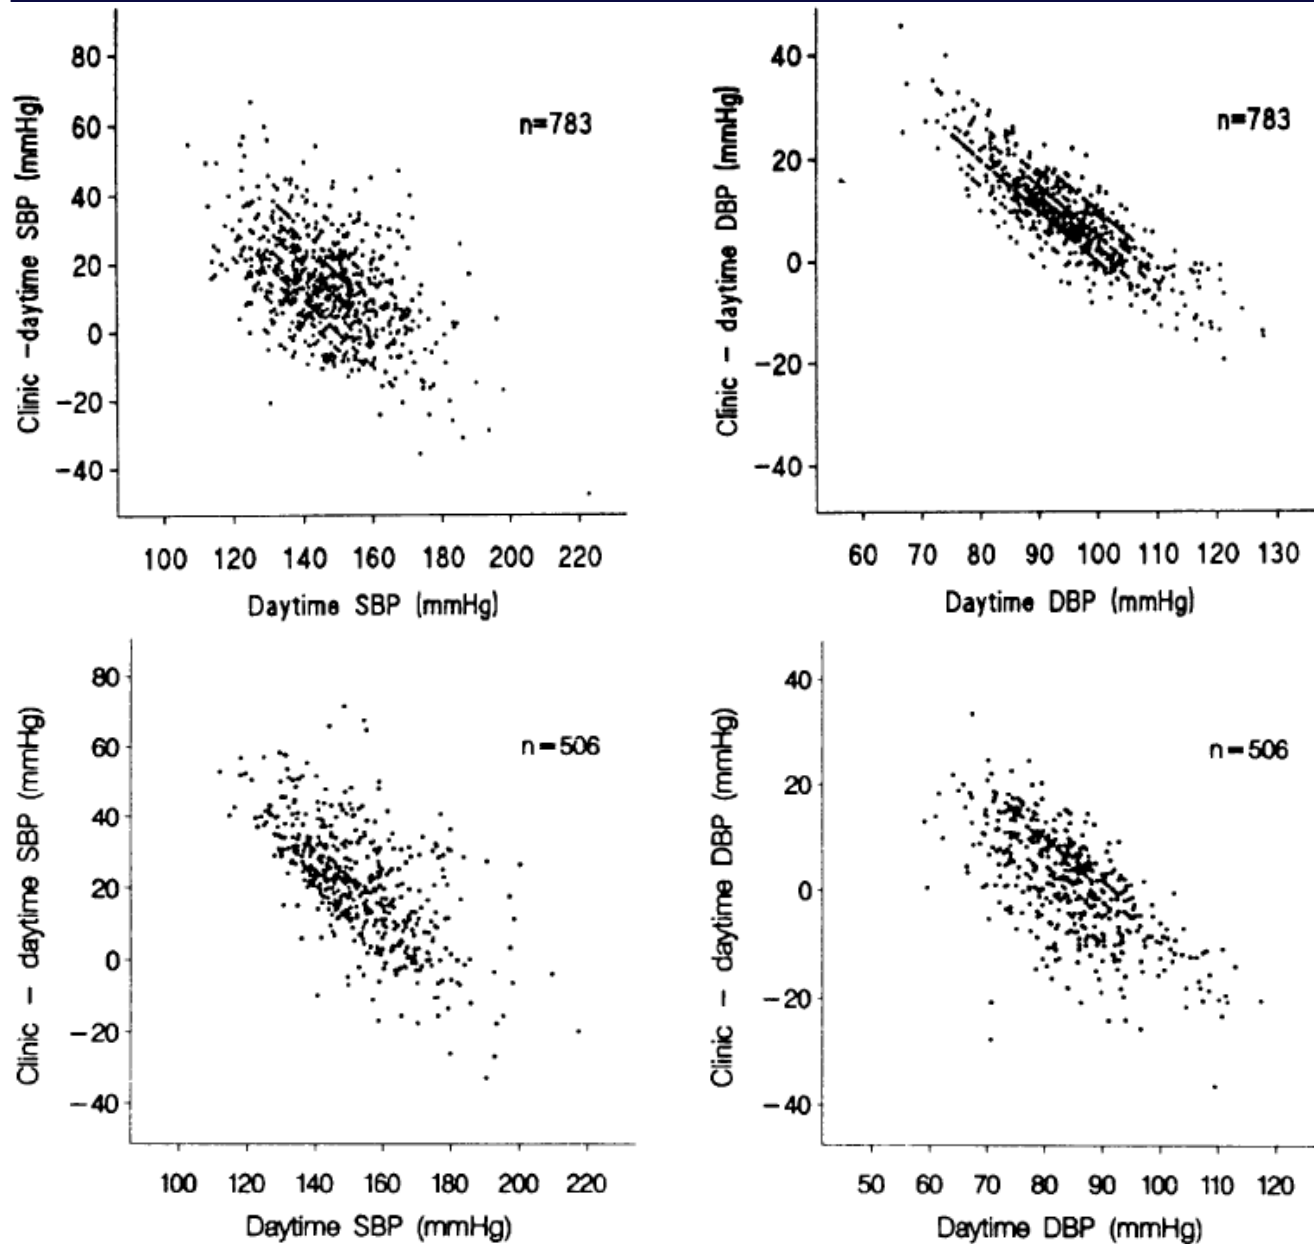 80
60
40
20
0
−20
−40
Clinic −daytime SBP (mmHg)
n=783
100 120 140 160 180 200 220
Daytime SBP (mmHg)
40
20
0
−20
−40
Clinic − daytime DBP (mmHg)
n=783
60 70 80 90 100 110 120 130
Daytime DBP (mmHg)
80
60
40
20
0
−20
−40
Clinic − daytime SBP (mmHg)
n=506
100 120 140 160 180 200 220
Daytime SBP (mmHg)
40
20
0
−20
−40
Clinic − daytime DBP (mmHg)
n=506
50 60 70 80 90 100 110 120
Daytime DBP (mmHg)